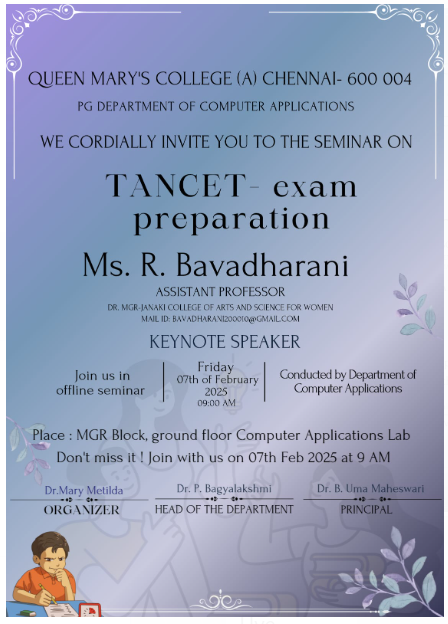 QUEEN MARY'S COLLEGE (A) CHENNAI- 600 004
PG DEPARTMENT OF COMPUTER APPLICATIONS
WE CORDIALLY INVITE YOU TO THE SEMINAR ON
TANCET- exam
preparation
Ms. R. Bavadharani
ASSISTANT PROFESSOR
DR. MGR-JANAKI COLLEGE OF ARTS AND SCIENCE FOR WOMEN
MAIL ID: BAVADHARANI200010@GMAIL.COM
KEYNOTE SPEAKER
Join us in
offline seminar
Friday
07th of February
2025
09:00 AM
Conducted by Department of
Computer Applications
Place : MGR Block, ground floor Computer Applications Lab
Don't miss it ! Join with us on 07th Feb 2025 at 9 AM
Dr.Mary Metilda
ORGANIZER
Dr. P. Bagyalakshmi
HEAD OF THE DEPARTMENT
Dr. B. Uma Maheswari
PRINCIPAL